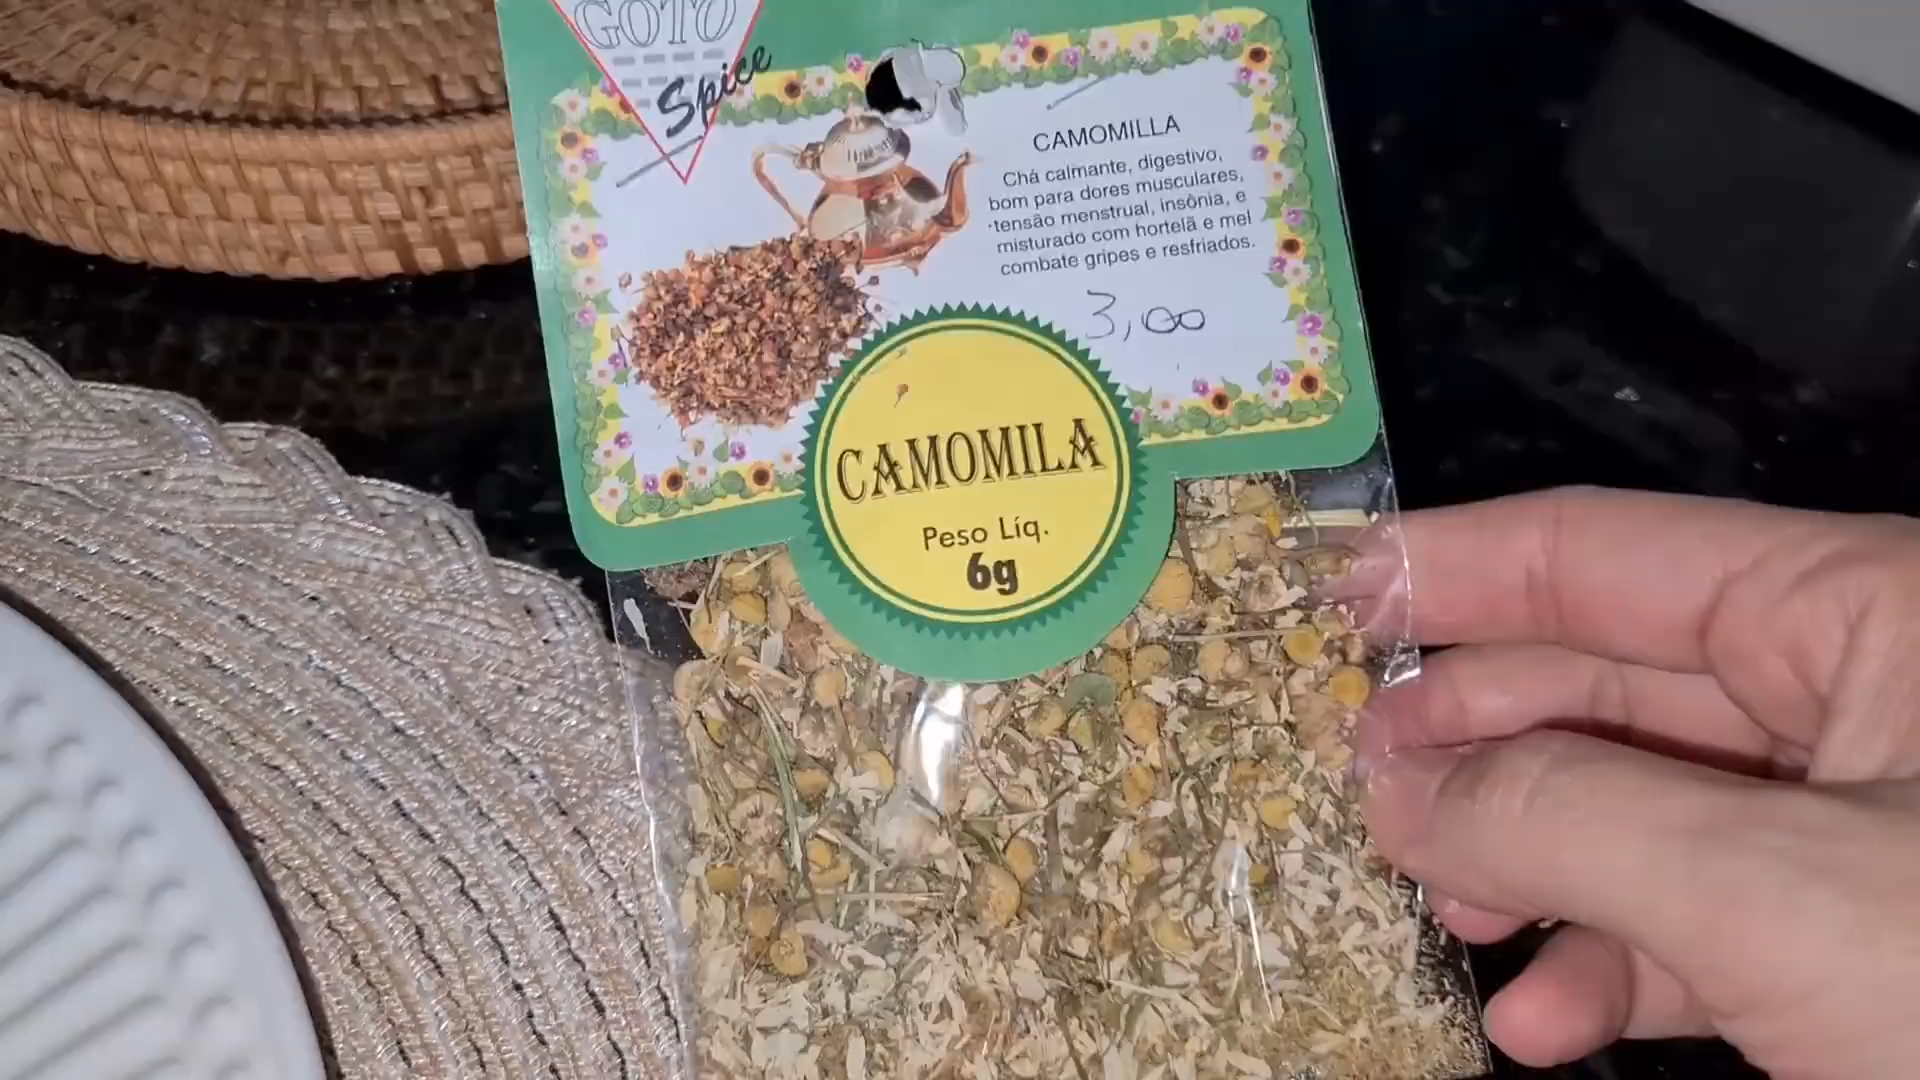 GOTO
Spice
CAMOMILLA
Chá calmante, digestivo,
bom para dores musculares,
tensão menstrual, insônia, e
misturado com hortelã e mel
combate gripes e resfriados.
3,00
CAMOMILA
Peso Líq.
6g